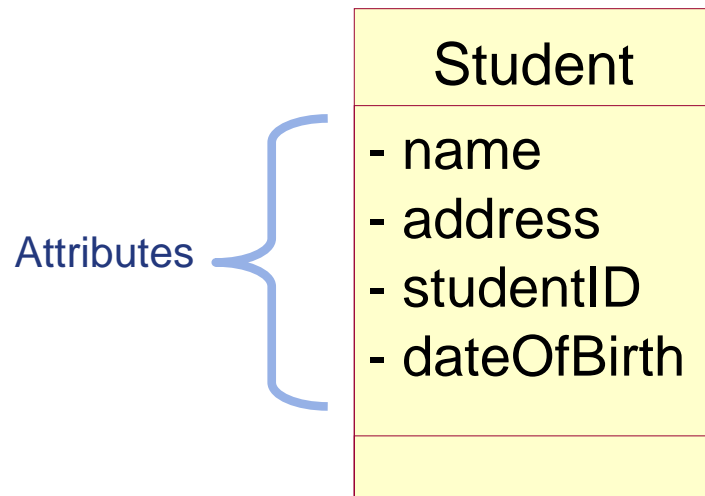 Student
Attributes
- name
- address
- studentID
- dateOfBirth